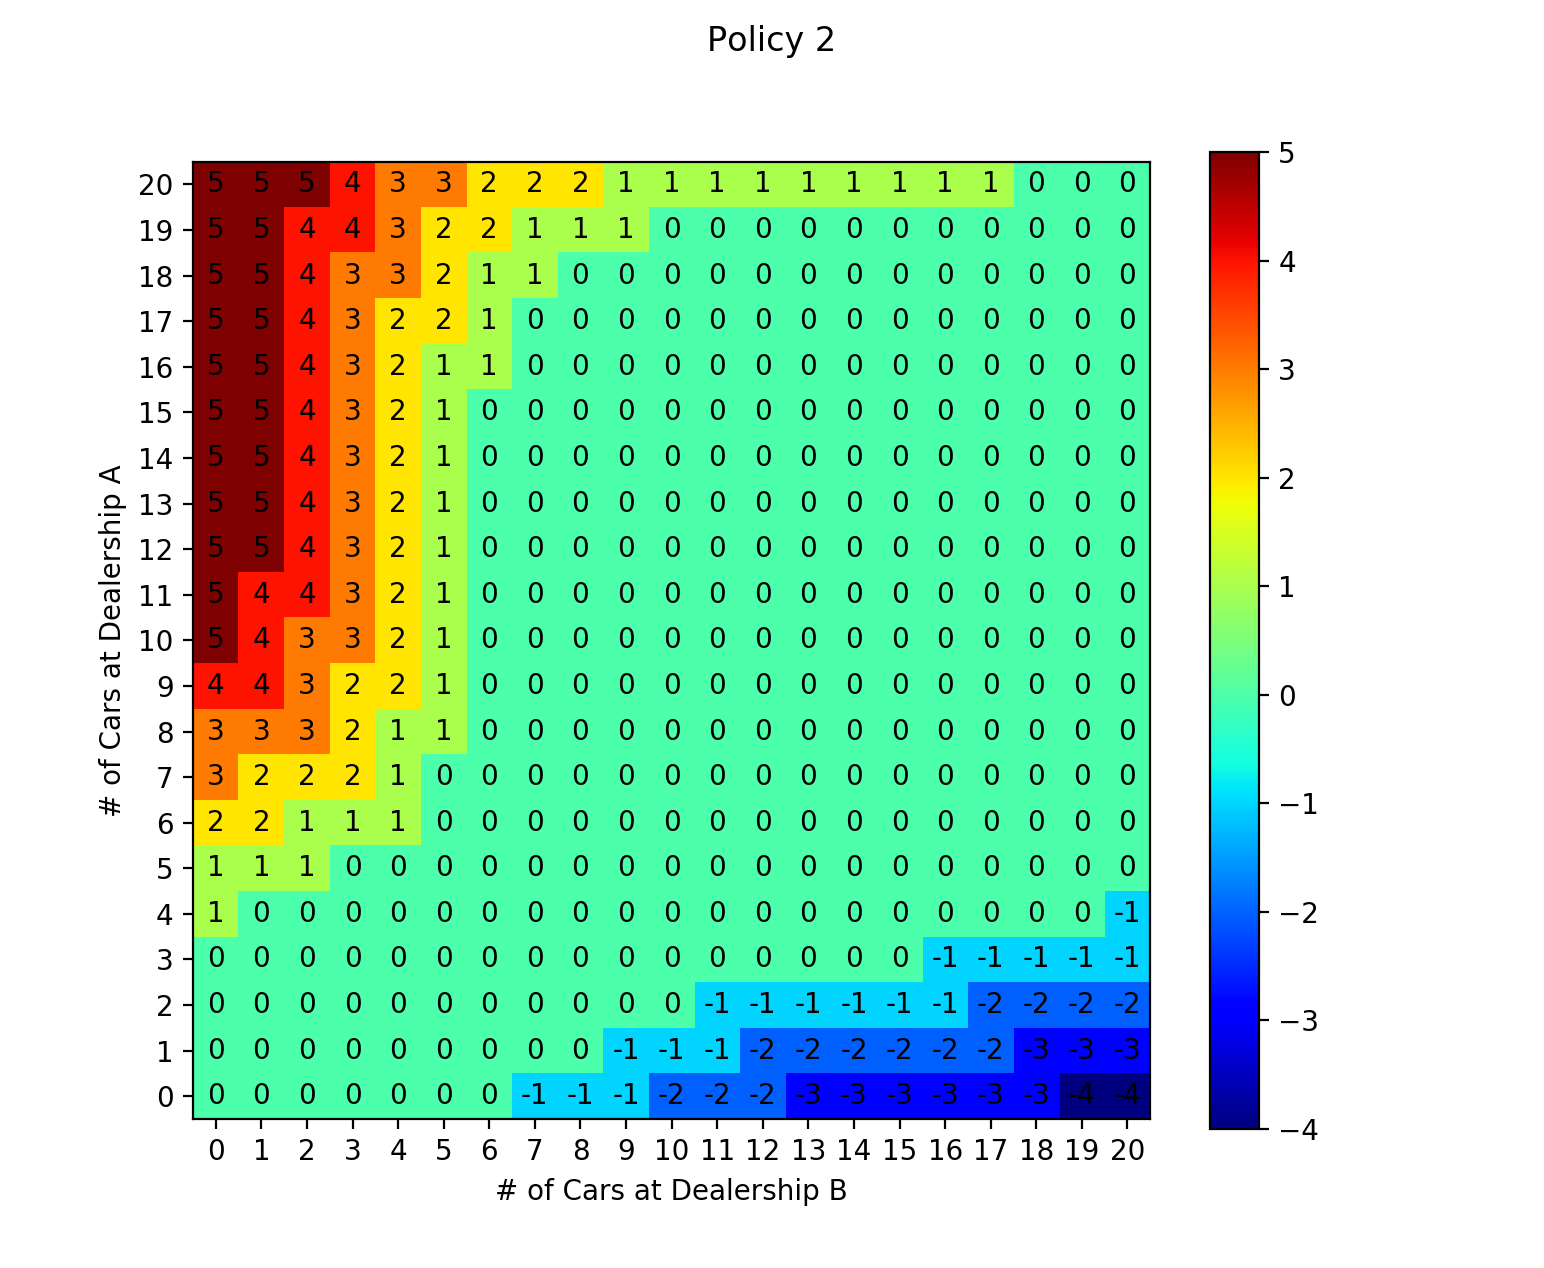 Policy 2
20 5 5 5 4 3 3 2 2 2 1 1 1 1 1 1 1 1 1 0 0 0
19 5 5 4 4 3 2 2 1 1 1 0 0 0 0 0 0 0 0 0 0 0
18 5 5 4 3 3 2 1 1 0 0 0 0 0 0 0 0 0 0 0 0 0
17 5 5 4 3 2 2 1 0 0 0 0 0 0 0 0 0 0 0 0 0 0
16 5 5 4 3 2 1 1 0 0 0 0 0 0 0 0 0 0 0 0 0 0
15 5 5 4 3 2 1 0 0 0 0 0 0 0 0 0 0 0 0 0 0 0
14 5 5 4 3 2 1 0 0 0 0 0 0 0 0 0 0 0 0 0 0 0
13 5 5 4 3 2 1 0 0 0 0 0 0 0 0 0 0 0 0 0 0 0
12 5 5 4 3 2 1 0 0 0 0 0 0 0 0 0 0 0 0 0 0 0
11 5 4 4 3 2 1 0 0 0 0 0 0 0 0 0 0 0 0 0 0 0
10 5 4 3 3 2 1 0 0 0 0 0 0 0 0 0 0 0 0 0 0 0
9 4 4 3 2 2 1 0 0 0 0 0 0 0 0 0 0 0 0 0 0 0
8 3 3 3 2 1 1 0 0 0 0 0 0 0 0 0 0 0 0 0 0 0
7 3 2 2 2 1 0 0 0 0 0 0 0 0 0 0 0 0 0 0 0 0
6 2 2 1 1 1 0 0 0 0 0 0 0 0 0 0 0 0 0 0 0 0
5 1 1 1 0 0 0 0 0 0 0 0 0 0 0 0 0 0 0 0 0 0
4 1 0 0 0 0 0 0 0 0 0 0 0 0 0 0 0 0 0 0 0 -1
3 0 0 0 0 0 0 0 0 0 0 0 0 0 0 0 0 -1 -1 -1 -1 -1
2 0 0 0 0 0 0 0 0 0 0 0 -1 -1 -1 -1 -1 -1 -2 -2 -2 -2
1 0 0 0 0 0 0 0 0 0 -1 -1 -1 -2 -2 -2 -2 -2 -2 -3 -3 -3
0 0 0 0 0 0 0 0 -1 -1 -1 -2 -2 -2 -3 -3 -3 -3 -3 -3 -4 -4
0 1 2 3 4 5 6 7 8 9 10 11 12 13 14 15 16 17 18 19 20
# of Cars at Dealership B
# of Cars at Dealership A
5
4
3
2
1
0
−1
−2
−3
−4